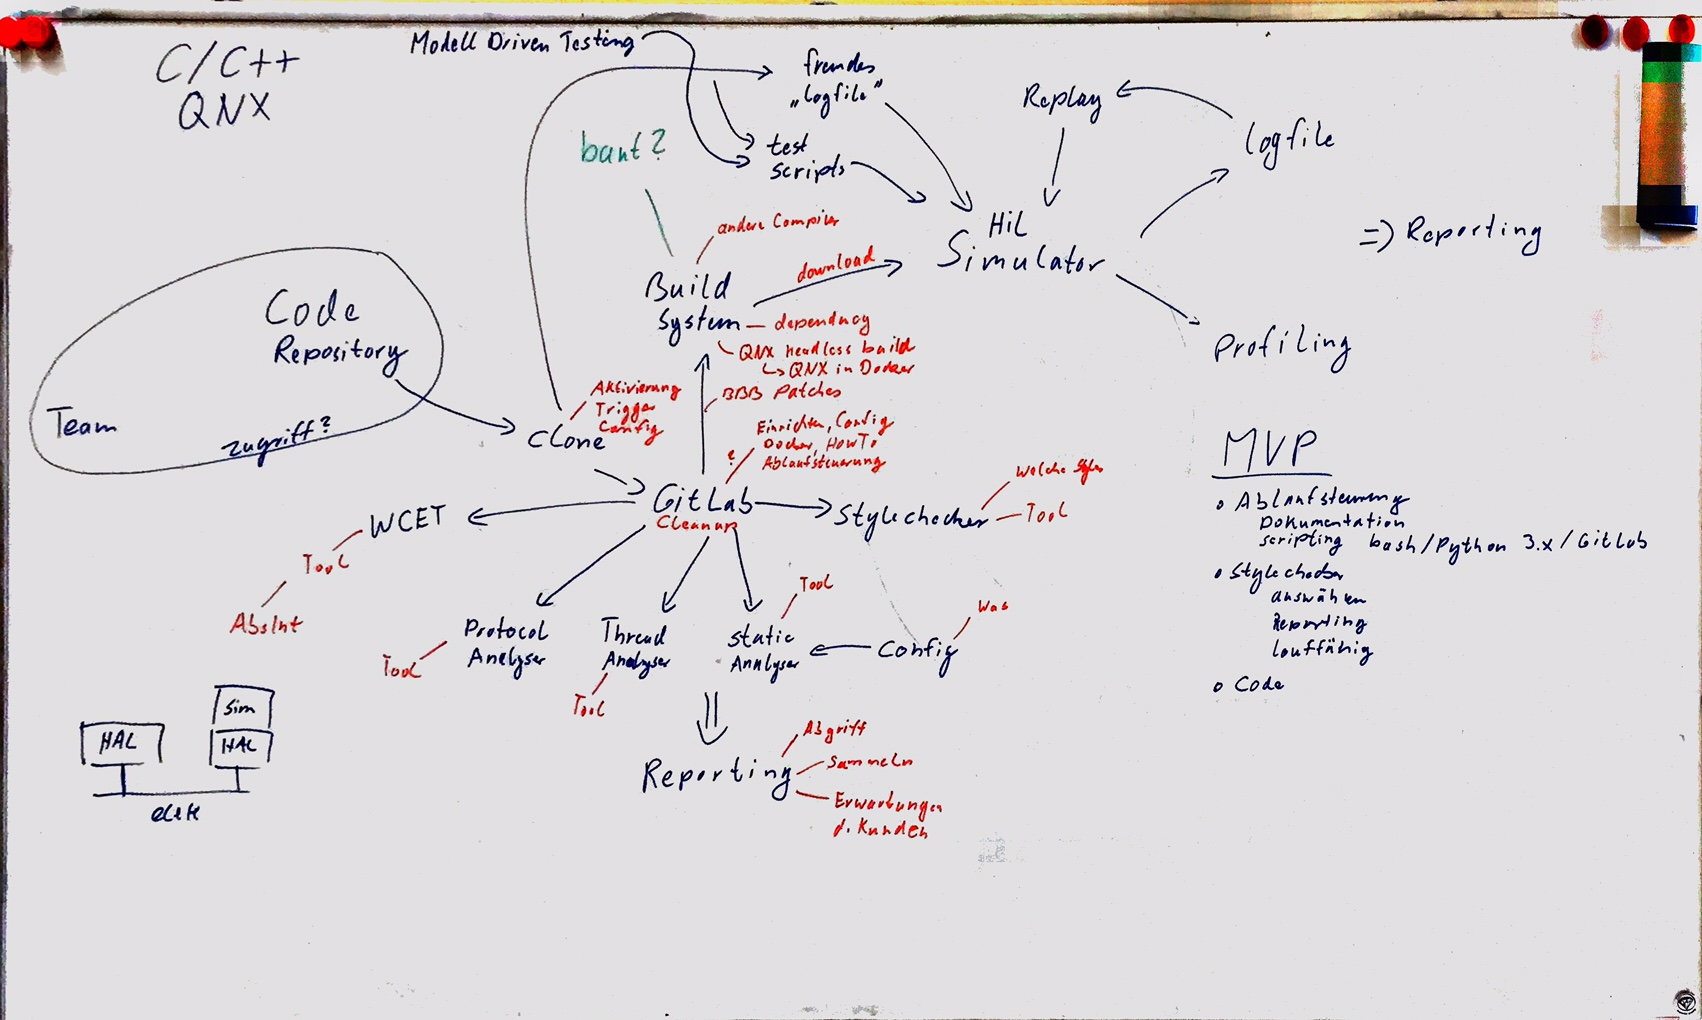 C/C++
QNX
Modell Driven Testing
fremdes
„logfile"
Replay
logfile
bant?
test
scripts
andere Compiler
HiL
Simulator
=> Reporting
download
Build
System
dependncy
QNX headless build
QNX in Docker
Profiling
Code
Repository
Team
zugriff?
Aktivierung
Trigger
Config
Clone
BBB Patches
Einrichten, Config
Docker, HowTo
Ablaufsteuerung
?
GitLab
Cleanup
WCET
Tool
AbsInt
Stylechecker
Welche Styles
Tool
MVP
Ablaufsteuerung
Dokumentation
scripting bash/Python 3.x/GitLab
Stylechecker
auswählen
Reporting
lauffähig
Code
Protocol
Analyser
Tool
Thread
Analyser
Tool
static
Analyser
Tool
Config
Was
Reporting
Abgriff
Sammeln
Erwartungen
d. Kunden
HAL
Sim
HAL